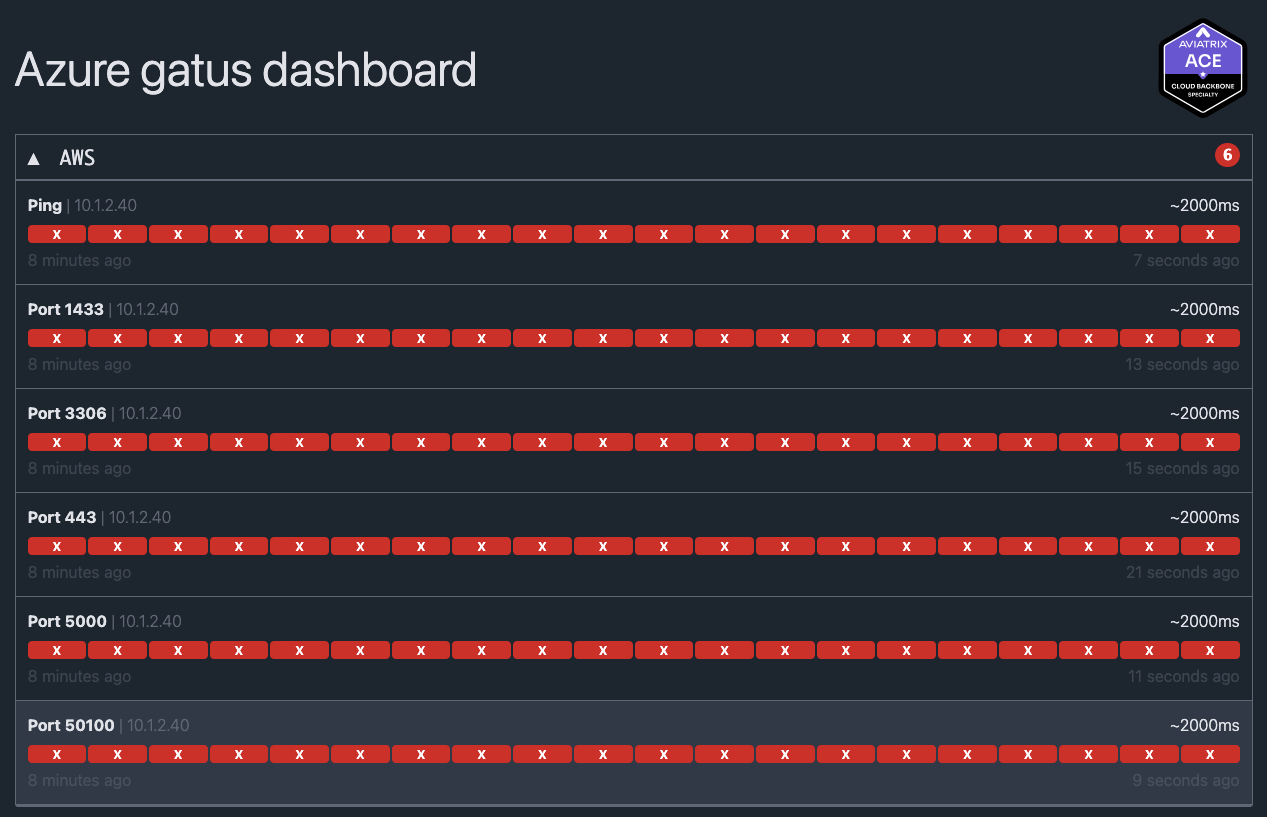 Azure gatus dashboard
AVIATRIX
ACE
CLOUD BACKBONE
SPECIALTY
▲ AWS 6
Ping | 10.1.2.40 ~2000ms
X X X X X X X X X X X X X X X X X X X X
8 minutes ago 7 seconds ago
Port 1433 | 10.1.2.40 ~2000ms
X X X X X X X X X X X X X X X X X X X X
8 minutes ago 13 seconds ago
Port 3306 | 10.1.2.40 ~2000ms
X X X X X X X X X X X X X X X X X X X X
8 minutes ago 15 seconds ago
Port 443 | 10.1.2.40 ~2000ms
X X X X X X X X X X X X X X X X X X X X
8 minutes ago 21 seconds ago
Port 5000 | 10.1.2.40 ~2000ms
X X X X X X X X X X X X X X X X X X X X
8 minutes ago 11 seconds ago
Port 50100 | 10.1.2.40 ~2000ms
X X X X X X X X X X X X X X X X X X X X
8 minutes ago 9 seconds ago